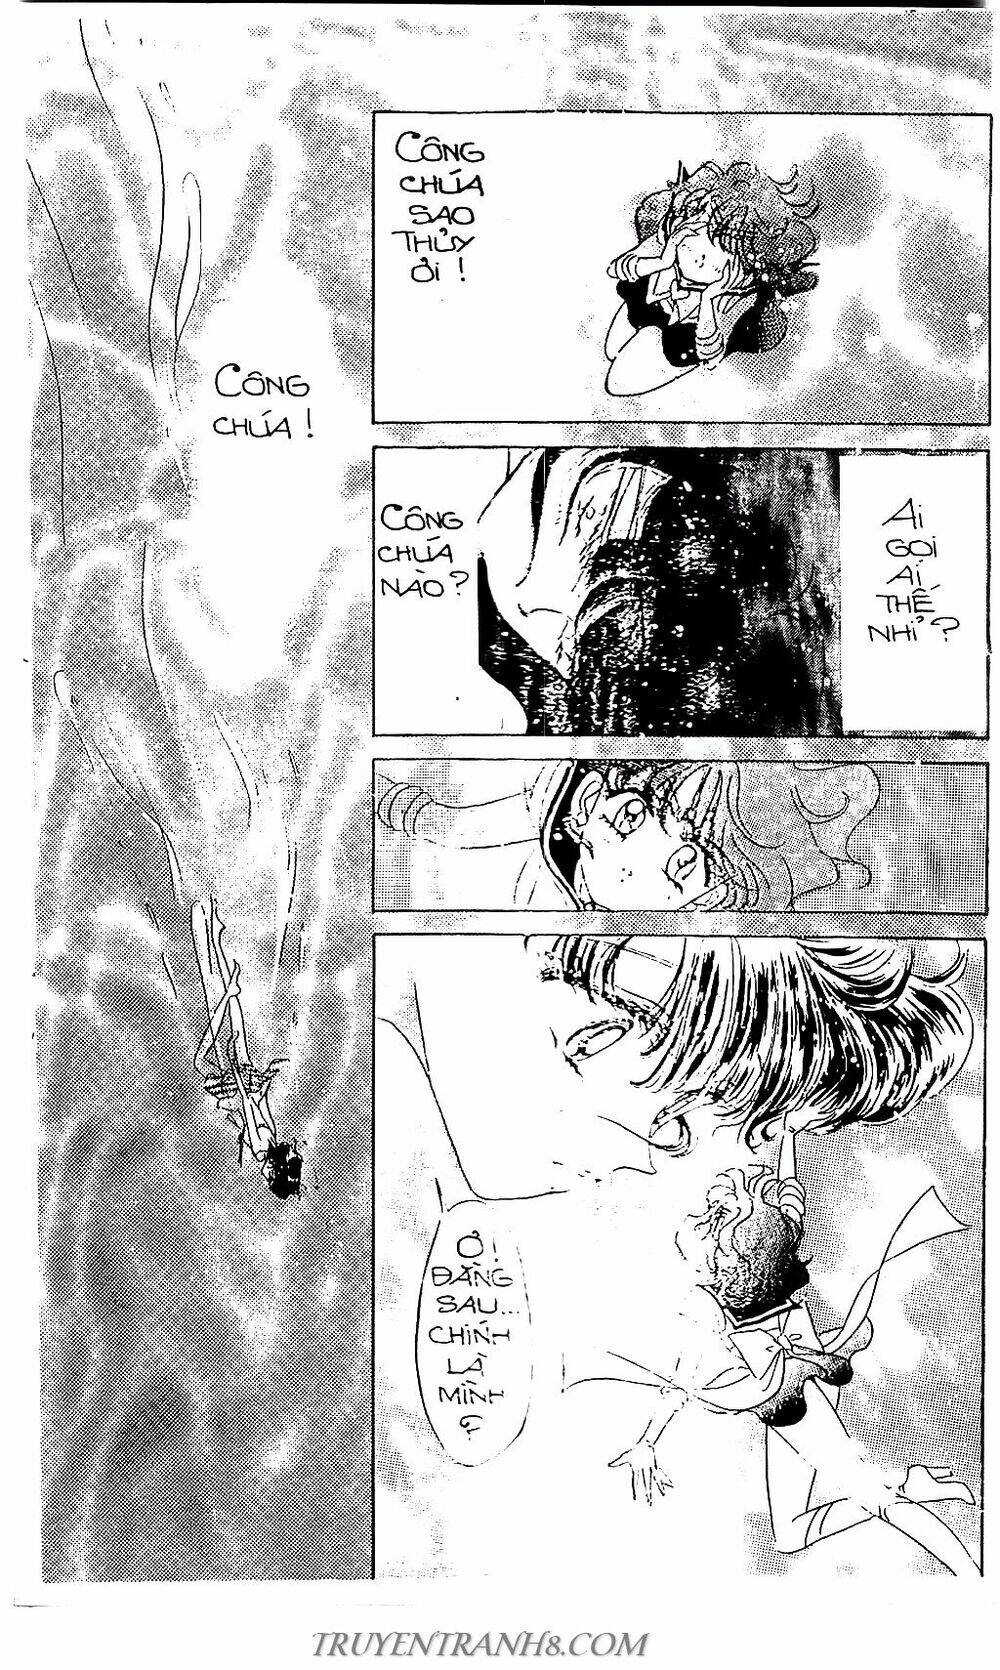 CÔNG
CHÚA
SAO
THỦY
ƠI !
CÔNG
CHÚA !
AI
GỌI
AI
THẾ
NHỈ ?
CÔNG
CHÚA
NÀO ?
Ơ !
ĐẰNG
SAU...
CHÍNH
LÀ
MÌNH
?
TRUYENTRANH8.COM